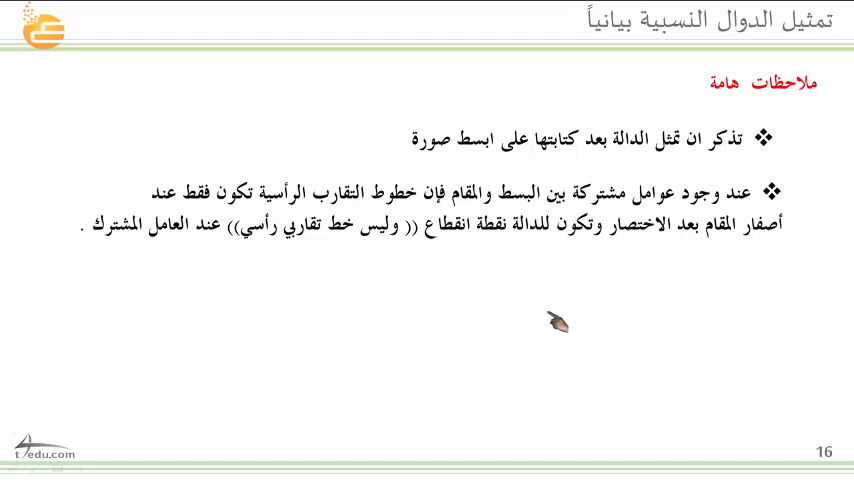 تمثيل الدوال النسبية بيانياً
ملاحظات هامة
❖ تذكر ان تمثل الدالة بعد كتابتها على ابسط صورة
❖ عند وجود عوامل مشتركة بين البسط والمقام فإن خطوط التقارب الرأسية تكون فقط عند
أصفار المقام بعد الاختصار وتكون للدالة نقطة انقطاع (( وليس خط تقاربي رأسي)) عند العامل المشترك .
t4edu.com
16